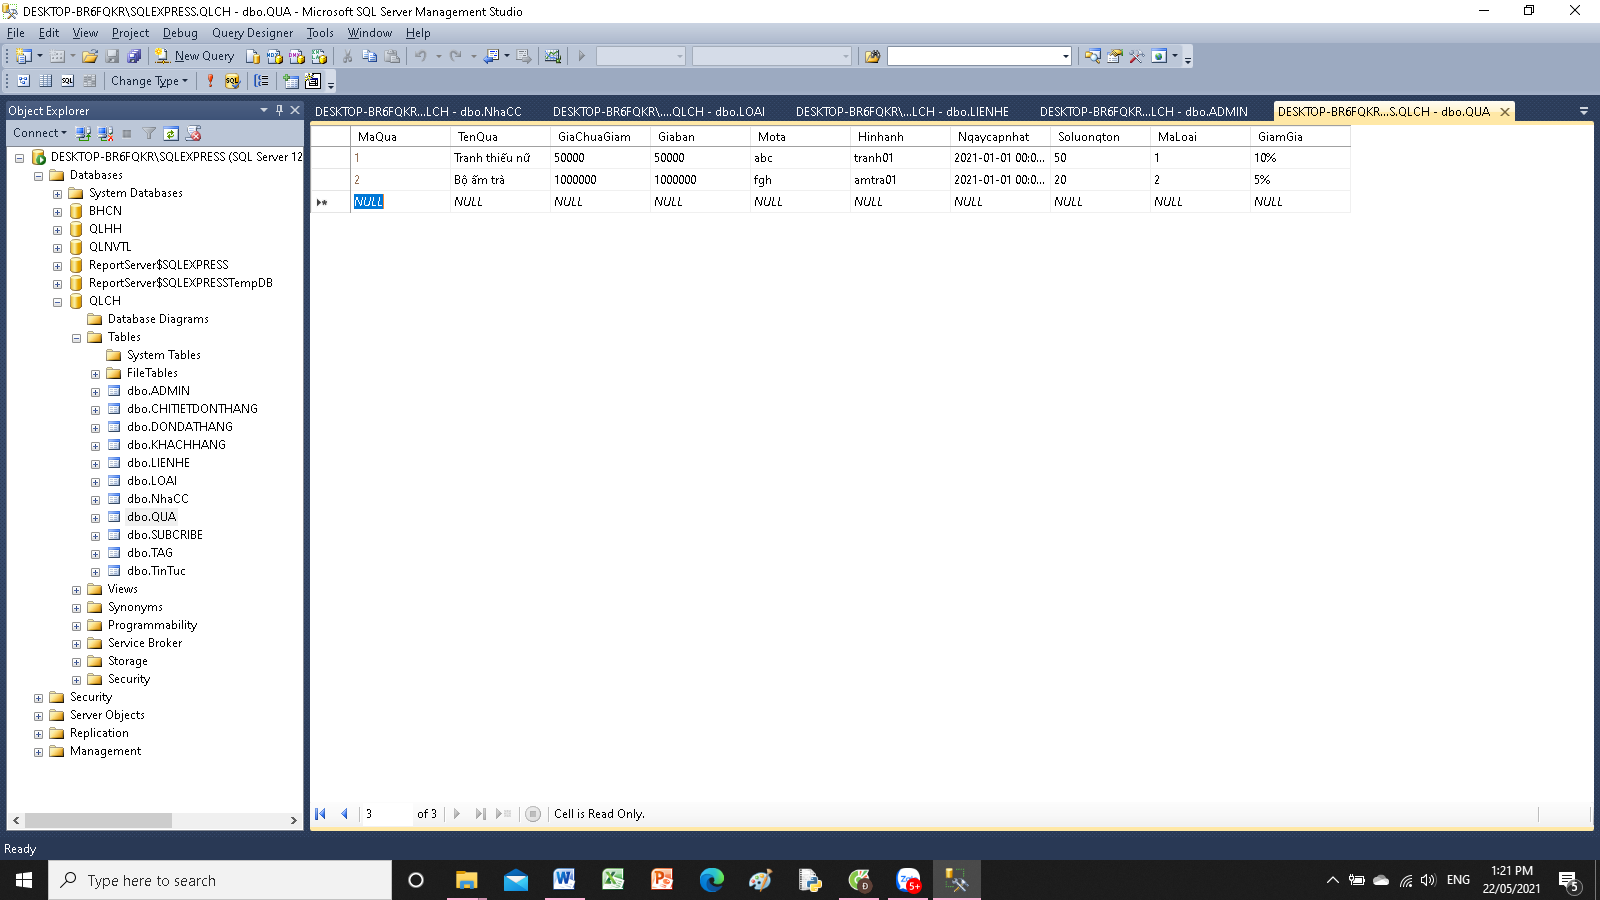 DESKTOP-BR6FQKR\SQLEXPRESS.QLCH - dbo.QUA - Microsoft SQL Server Management Studio
File Edit View Project Debug Query Designer Tools Window Help
New Query
Change Type
Object Explorer
Connect
DESKTOP-BR6FQKR\SQLEXPRESS (SQL Server 12
Databases
System Databases
BHCN
QLHH
QLNVTL
ReportServer$SQLEXPRESS
ReportServer$SQLEXPRESSTempDB
QLCH
Database Diagrams
Tables
System Tables
FileTables
dbo.ADMIN
dbo.CHITIETDONTHANG
dbo.DONDATHANG
dbo.KHACHHANG
dbo.LIENHE
dbo.LOAI
dbo.NhaCC
dbo.QUA
dbo.SUBCRIBE
dbo.TAG
dbo.TinTuc
Views
Synonyms
Programmability
Service Broker
Storage
Security
Security
Server Objects
Replication
Management
DESKTOP-BR6FQKR...LCH - dbo.NhaCC DESKTOP-BR6FQKR\....QLCH - dbo.LOAI DESKTOP-BR6FQKR\...LCH - dbo.LIENHE DESKTOP-BR6FQKR...LCH - dbo.ADMIN DESKTOP-BR6FQKR...S.QLCH - dbo.QUA
MaQua TenQua GiaChuaGiam Giaban Mota Hinhanh Ngaycapnhat Soluongton MaLoai GiamGia
1 Tranh thiếu nữ 50000 50000 abc tranh01 2021-01-01 00:0... 50 1 10%
2 Bộ ấm trà 1000000 1000000 fgh amtra01 2021-01-01 00:0... 20 2 5%
NULL NULL NULL NULL NULL NULL NULL NULL NULL NULL
3 of 3 Cell is Read Only.
Ready
Type here to search
ENG
1:21 PM
22/05/2021
5